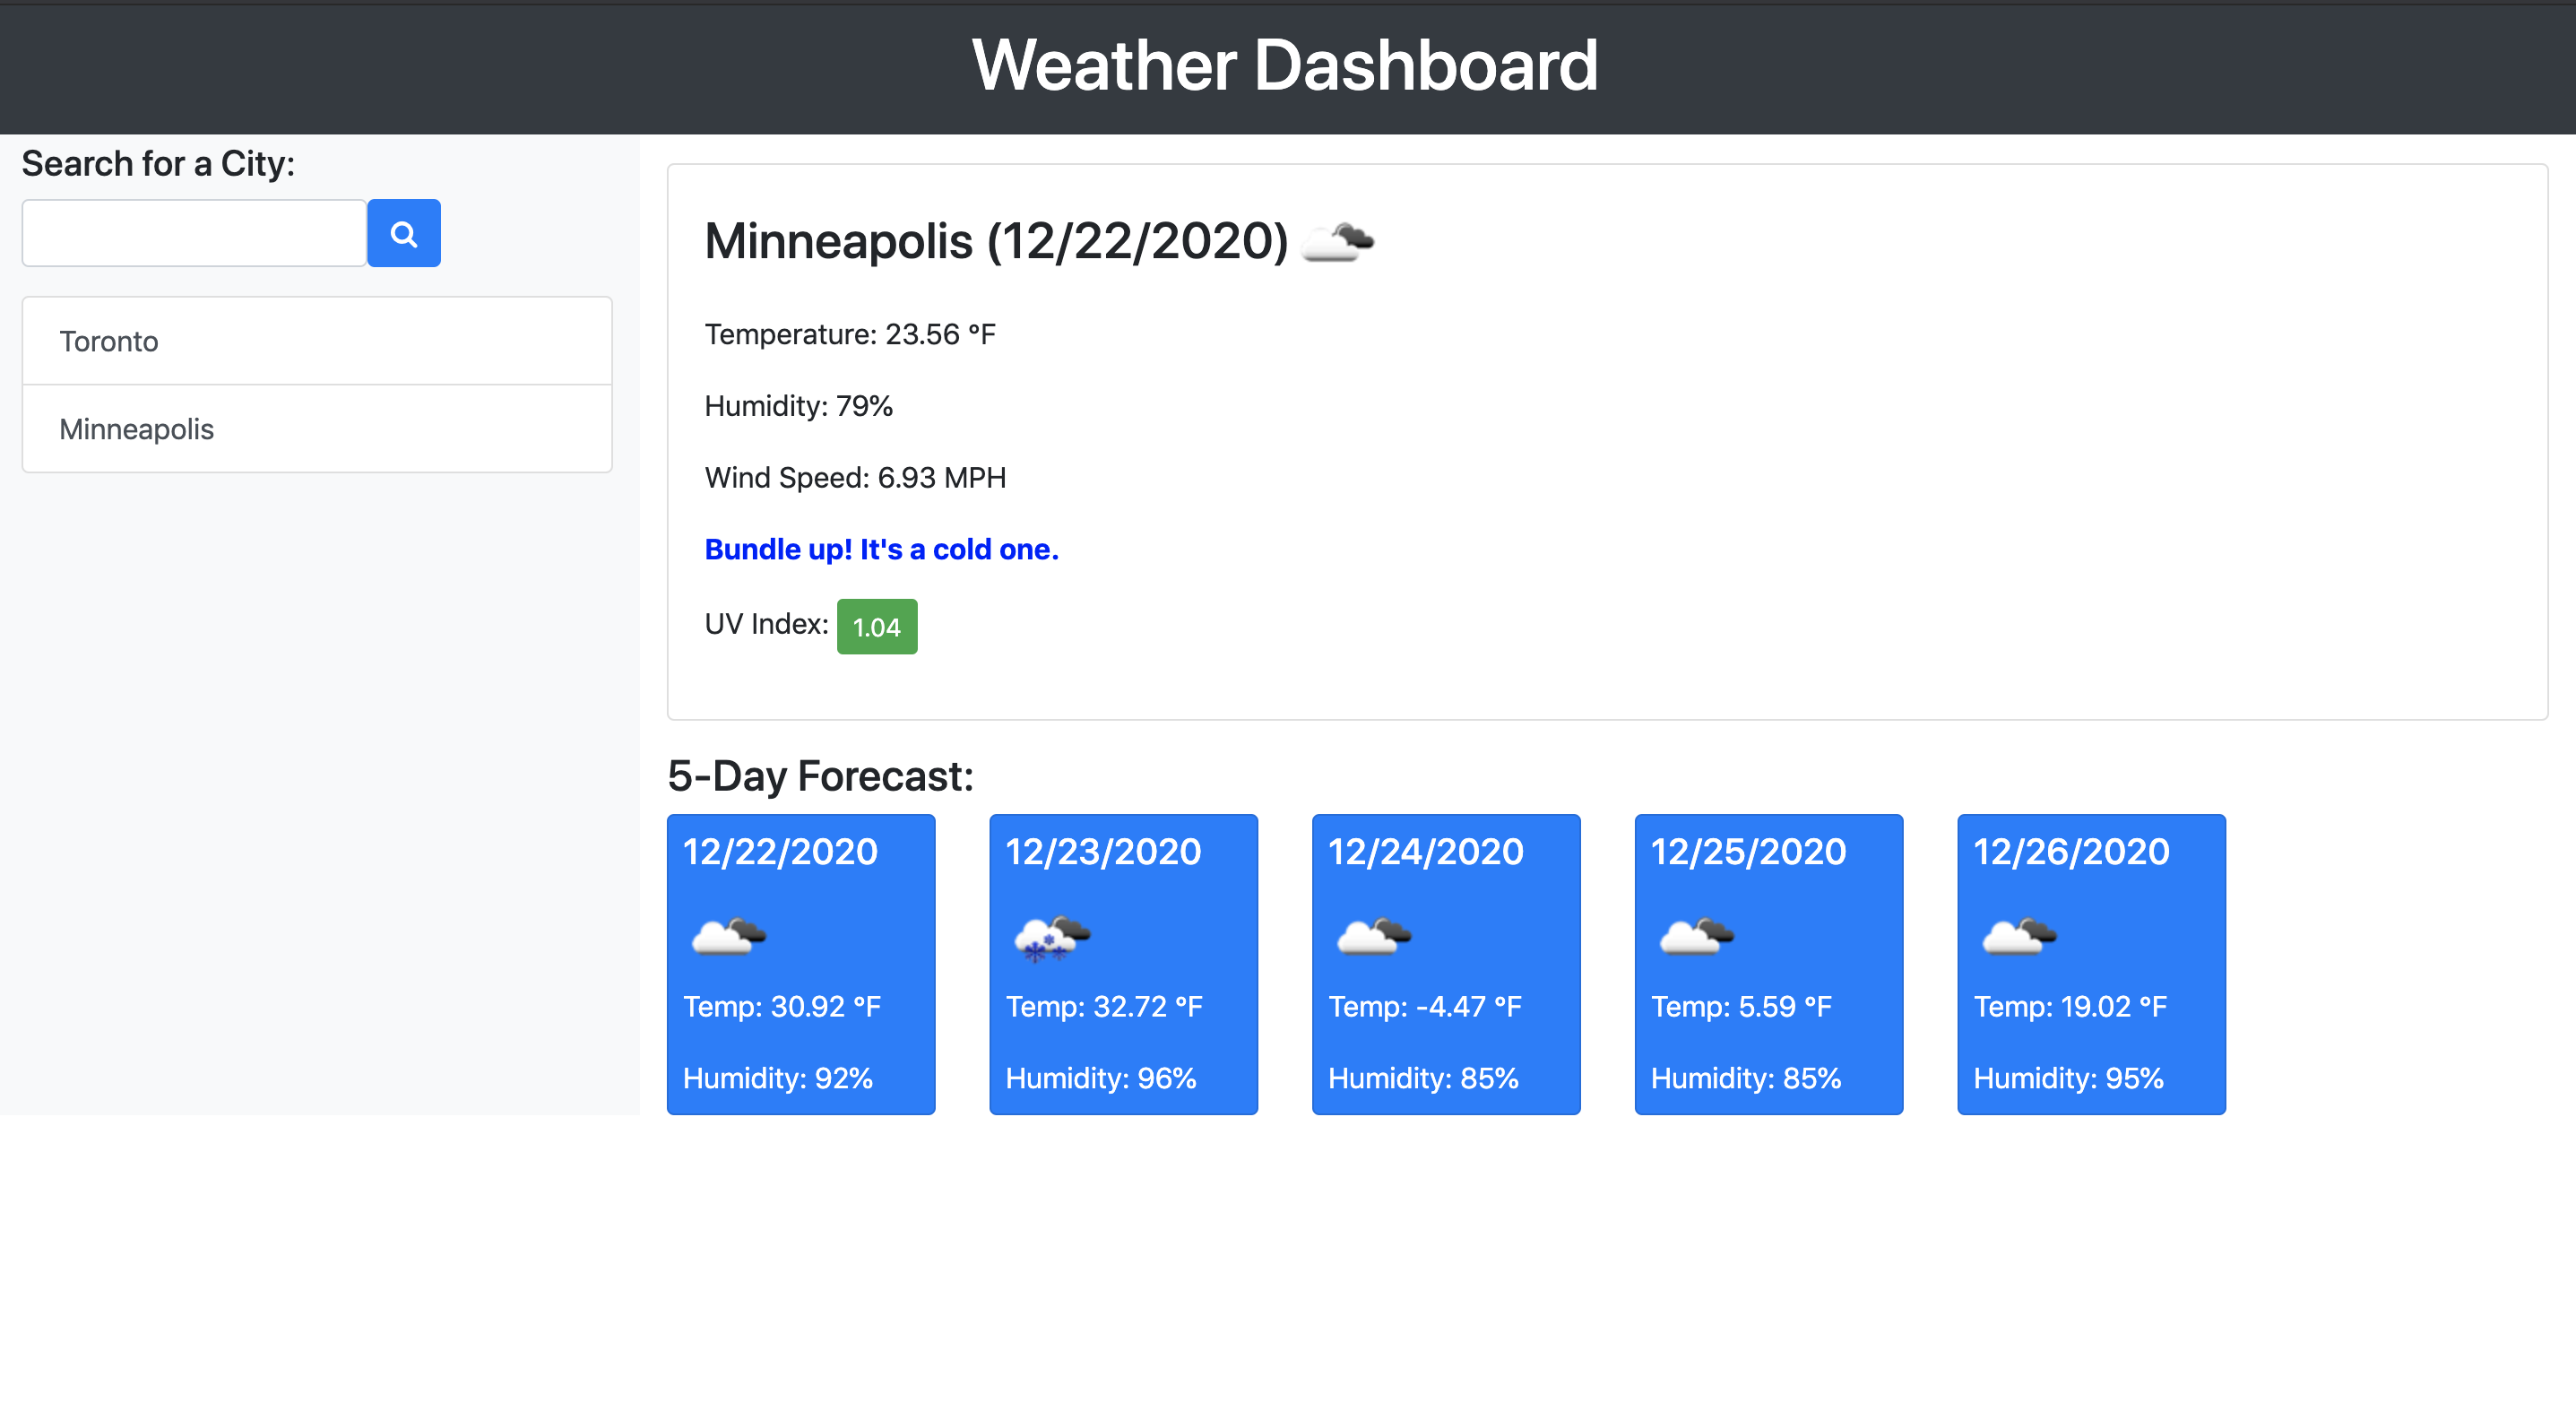 Weather Dashboard
Search for a City:
Toronto
Minneapolis
Minneapolis (12/22/2020)
Temperature: 23.56 °F
Humidity: 79%
Wind Speed: 6.93 MPH
Bundle up! It's a cold one.
UV Index: 1.04
5-Day Forecast:
12/22/2020
Temp: 30.92 °F
Humidity: 92%
12/23/2020
Temp: 32.72 °F
Humidity: 96%
12/24/2020
Temp: -4.47 °F
Humidity: 85%
12/25/2020
Temp: 5.59 °F
Humidity: 85%
12/26/2020
Temp: 19.02 °F
Humidity: 95%